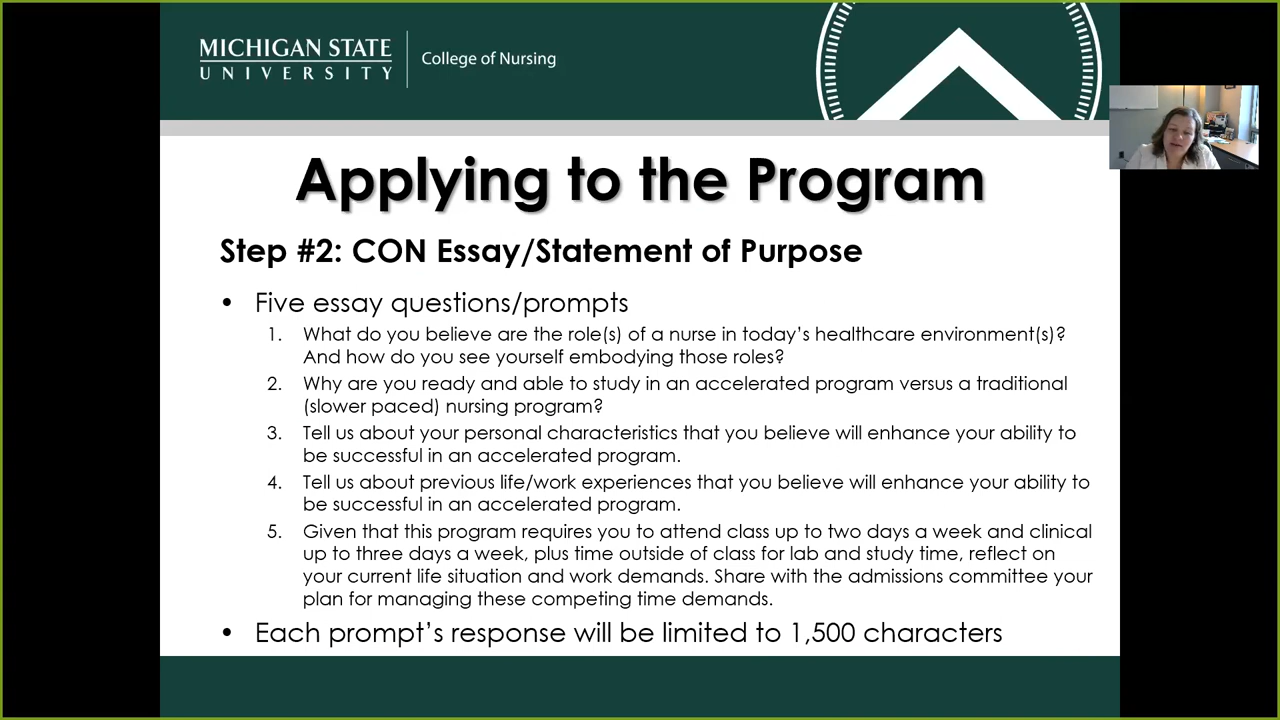 MICHIGAN STATE
UNIVERSITY
College of Nursing
Applying to the Program
Step #2: CON Essay/Statement of Purpose
• Five essay questions/prompts
1. What do you believe are the role(s) of a nurse in today’s healthcare environment(s)?
And how do you see yourself embodying those roles?
2. Why are you ready and able to study in an accelerated program versus a traditional
(slower paced) nursing program?
3. Tell us about your personal characteristics that you believe will enhance your ability to
be successful in an accelerated program.
4. Tell us about previous life/work experiences that you believe will enhance your ability to
be successful in an accelerated program.
5. Given that this program requires you to attend class up to two days a week and clinical
up to three days a week, plus time outside of class for lab and study time, reflect on
your current life situation and work demands. Share with the admissions committee your
plan for managing these competing time demands.
• Each prompt’s response will be limited to 1,500 characters